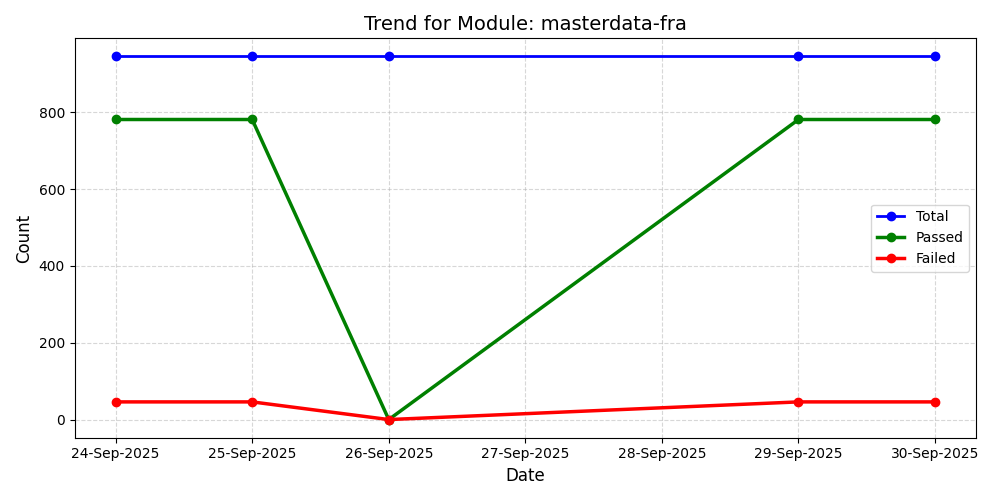 Trend for Module: masterdata-fra
800
600
400
200
0
Count
Total
Passed
Failed
24-Sep-2025 25-Sep-2025 26-Sep-2025 27-Sep-2025 28-Sep-2025 29-Sep-2025 30-Sep-2025
Date